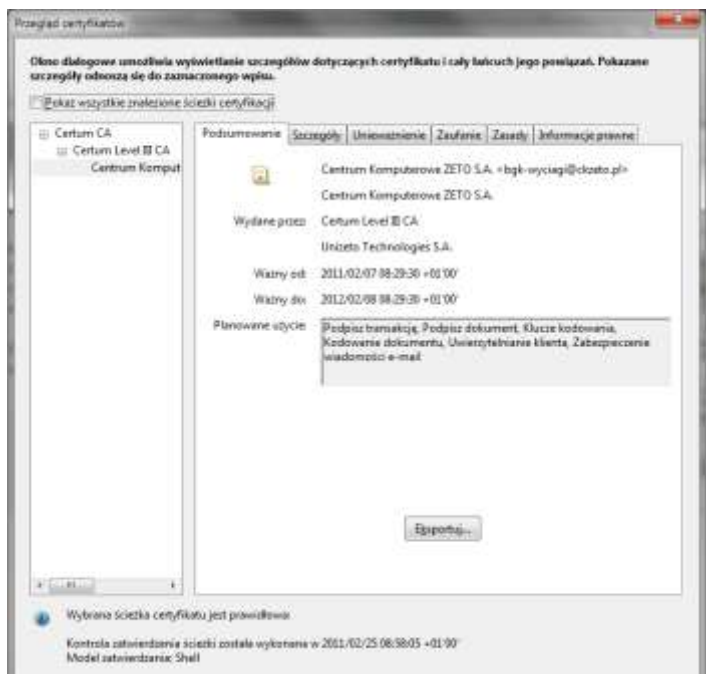 Przegląd certyfikatów
Okno dialogowe umożliwia wyświetlanie szczegółów dotyczących certyfikatu i cały łańcuch jego powiązań. Pokazane
szczegóły odnoszą się do zaznaczonego wpisu.
Pokaż wszystkie znalezione ścieżki certyfikacji
Certum CA
Certum Level III CA
Centrum Komput
Podsumowanie Szczegóły Unieważnienie Zaufanie Zasady Informacje prawne
Centrum Komputerowe ZETO S.A. <bgk-wyciagi@ckzeto.pl>
Centrum Komputerowe ZETO S.A.
Wydane przez: Certum Level III CA
Unizeto Technologies S.A.
Ważny od: 2011/02/07 08:29:30 +01'00'
Ważny do: 2012/02/08 08:29:30 +01'00'
Planowane użycie: Podpisz transakcję, Podpisz dokument, Klucze kodowania,
Kodowanie dokumentu, Uwierzytelnianie klienta, Zabezpieczenie
wiadomości e-mail
Eksportuj...
Wybrana ścieżka certyfikatu jest prawidłowa.
Kontrola zatwierdzania ścieżki została wykonana w 2011/02/25 08:58:05 +01'00'
Model zatwierdzania: Shell